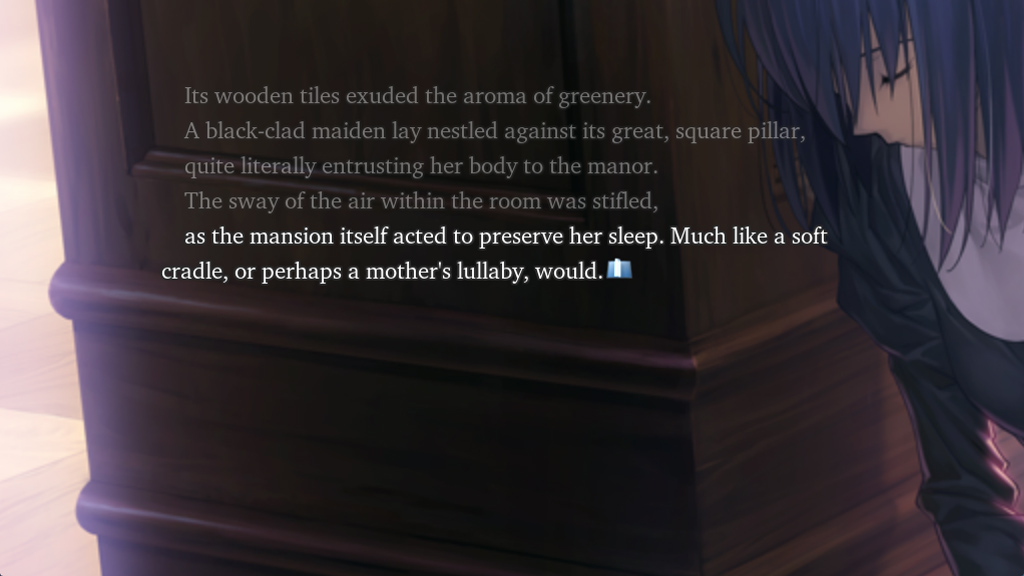 Its wooden tiles exuded the aroma of greenery.
A black-clad maiden lay nestled against its great, square pillar,
quite literally entrusting her body to the manor.
The sway of the air within the room was stifled,
as the mansion itself acted to preserve her sleep. Much like a soft
cradle, or perhaps a mother's lullaby, would.